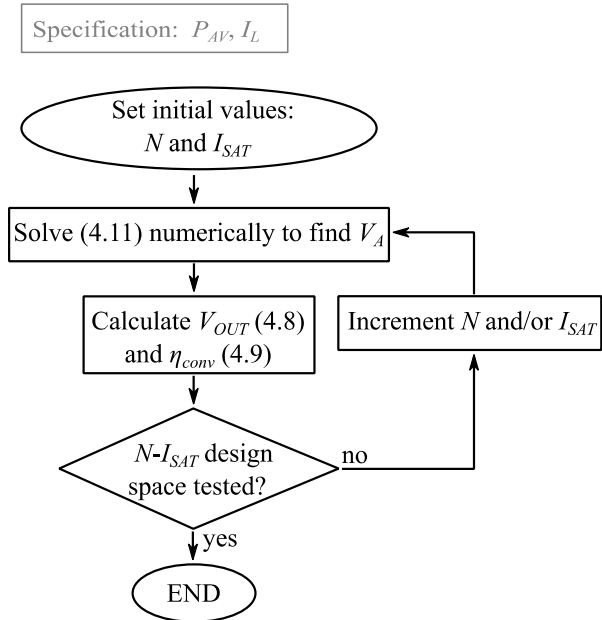 Specification: P_AV, I_L
Set initial values:
N and I_SAT
Solve (4.11) numerically to find V_A
Calculate V_OUT (4.8)
and η_conv (4.9)
Increment N and/or I_SAT
N-I_SAT design
space tested?
no
yes
END